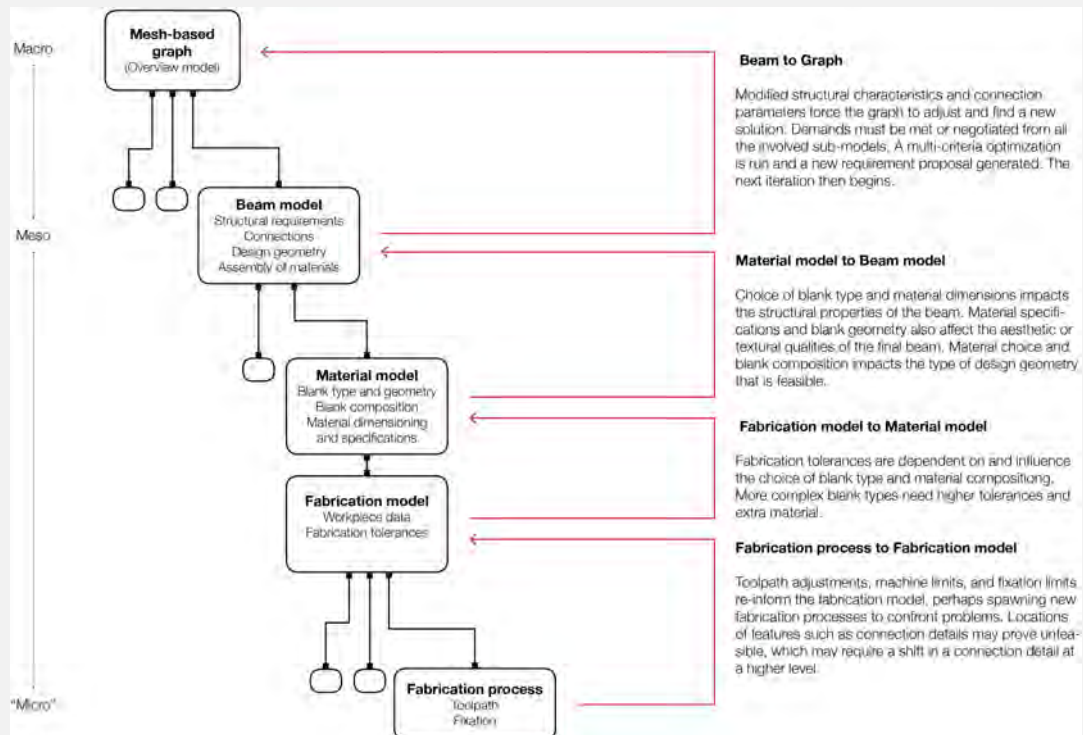 Macro
Mesh-based
graph
(Overview model)
Beam to Graph
Modified structural characteristics and connection
parameters force the graph to adjust and find a new
solution. Demands must be met or negotiated from all
the involved sub-models. A multi-criteria optimization
is run and a new requirement proposal generated. The
next iteration then begins.
Meso
Beam model
Structural requirements
Connections
Design geometry
Assembly of materials
Material model to Beam model
Choice of blank type and material dimensions impacts
the structural properties of the beam. Material specifi-
cations and blank geometry also affect the aesthetic or
textural qualities of the final beam. Material choice and
blank composition impacts the type of design geometry
that is feasible.
Material model
Blank type and geometry
Blank composition
Material dimensioning
and specifications
Fabrication model to Material model
Fabrication tolerances are dependent on and influence
the choice of blank type and material compositiong.
More complex blank types need higher tolerances and
extra material.
Fabrication model
Workpiece data
Fabrication tolerances
Fabrication process to Fabrication model
Toolpath adjustments, machine limits, and fixation limits
re-inform the fabrication model, perhaps spawning new
fabrication processes to confront problems. Locations
of features such as connection details may prove unfea-
sible, which may require a shift in a connection detail at
a higher level.
"Micro"
Fabrication process
Toolpath
Fixation